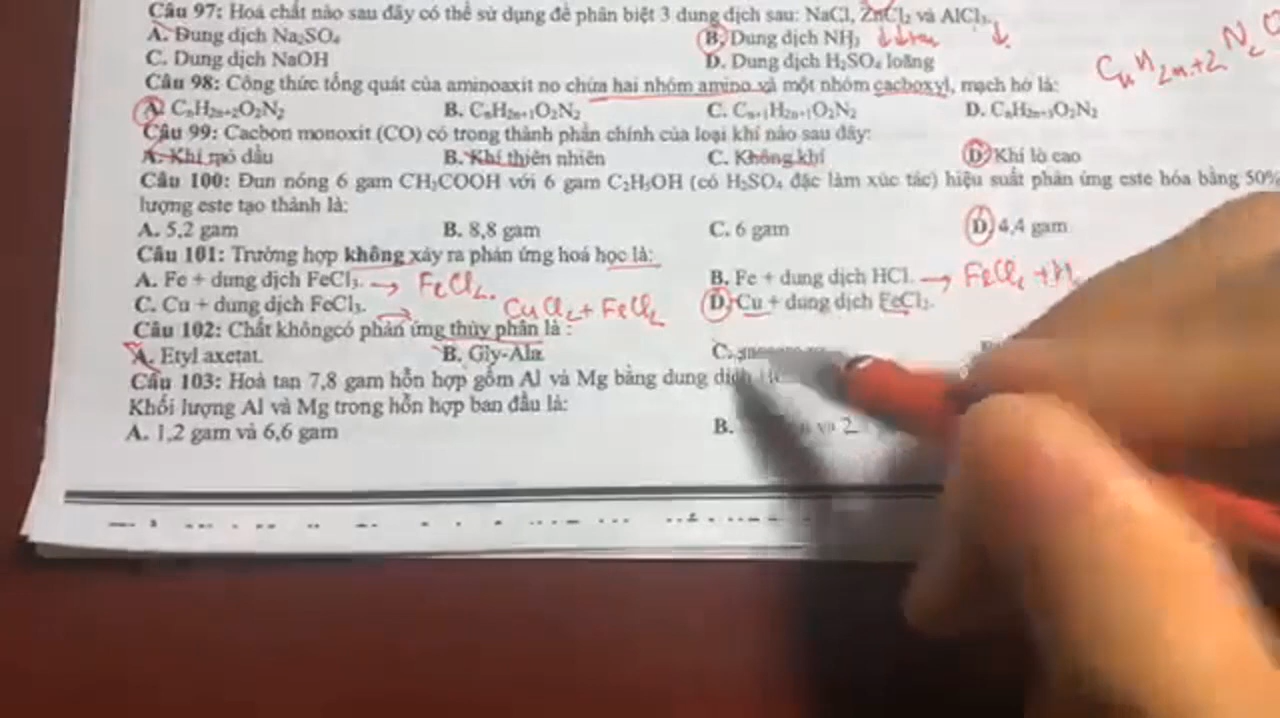 Câu 97: Hoá chất nào sau đây có thể sử dụng để phân biệt 3 dung dịch sau: NaCl, ZnCl₂ và AlCl₃.
A. Dung dịch Na₂SO₄ B. Dung dịch NH₃ ↓↓tan ↓
C. Dung dịch NaOH D. Dung dịch H₂SO₄ loãng
Câu 98: Công thức tổng quát của aminoaxit no chứa hai nhóm amino và một nhóm cacboxyl, mạch hở là:
A. CₙH₂ₙ₊₂O₂N₂ B. CₙH₂ₙ₊₁O₂N₂ C. Cₙ₊₁H₂ₙ₊₁O₂N₂ D. CₙH₂ₙ₊₃O₂N₂
Câu 99: Cacbon monoxit (CO) có trong thành phần chính của loại khí nào sau đây:
A. Khí mỏ dầu B. Khí thiên nhiên C. Không khí D. Khí lò cao
Câu 100: Đun nóng 6 gam CH₃COOH với 6 gam C₂H₅OH (có H₂SO₄ đặc làm xúc tác) hiệu suất phản ứng este hóa bằng 50%
lượng este tạo thành là:
A. 5,2 gam B. 8,8 gam C. 6 gam D. 4,4 gam
Câu 101: Trường hợp không xảy ra phản ứng hoá học là:
A. Fe + dung dịch FeCl₃. → FeCl₂. B. Fe + dung dịch HCl. → FeCl₂ + H₂
C. Cu + dung dịch FeCl₃. → CuCl₂ + FeCl₂ D. Cu + dung dịch FeCl₂.
Câu 102: Chất khôngcó phản ứng thủy phân là :
A. Etyl axetat. B. Gly-Ala C.
Câu 103: Hoà tan 7,8 gam hỗn hợp gồm Al và Mg bằng dung dịch
Khối lượng Al và Mg trong hỗn hợp ban đầu là:
A. 1,2 gam và 6,6 gam B. và 2